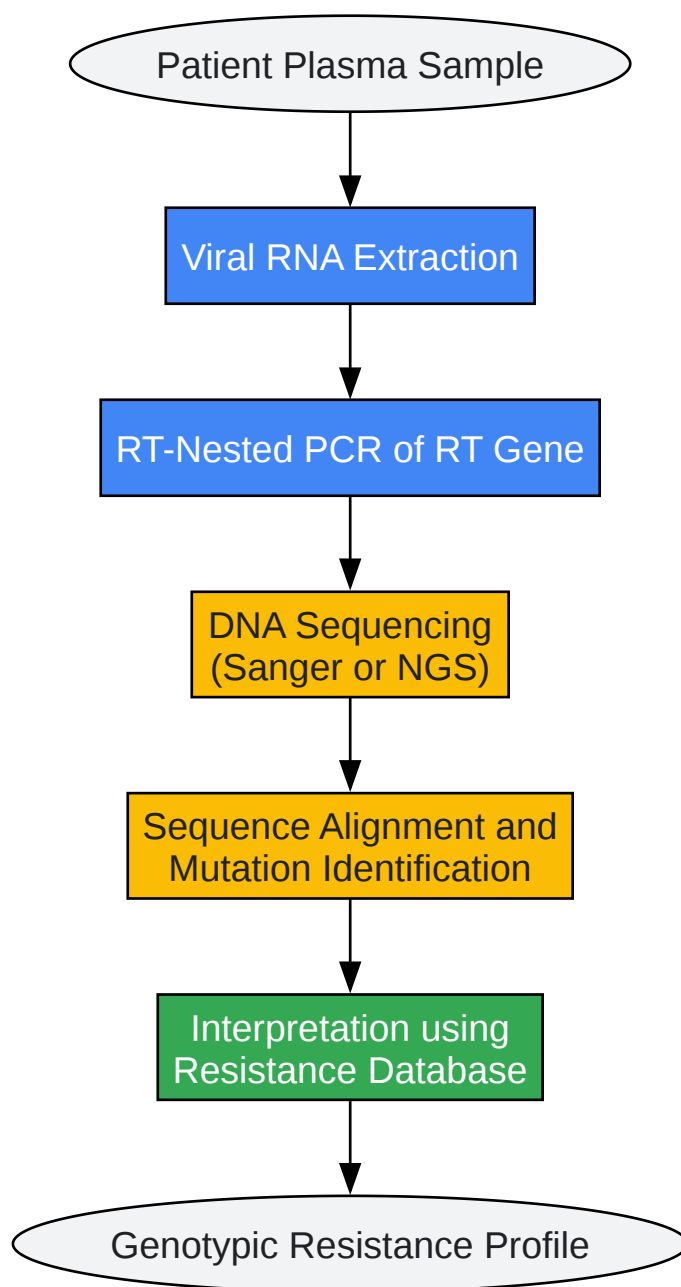 Patient Plasma Sample
Viral RNA Extraction
RT-Nested PCR of RT Gene
DNA Sequencing
(Sanger or NGS)
Sequence Alignment and
Mutation Identification
Interpretation using
Resistance Database
Genotypic Resistance Profile